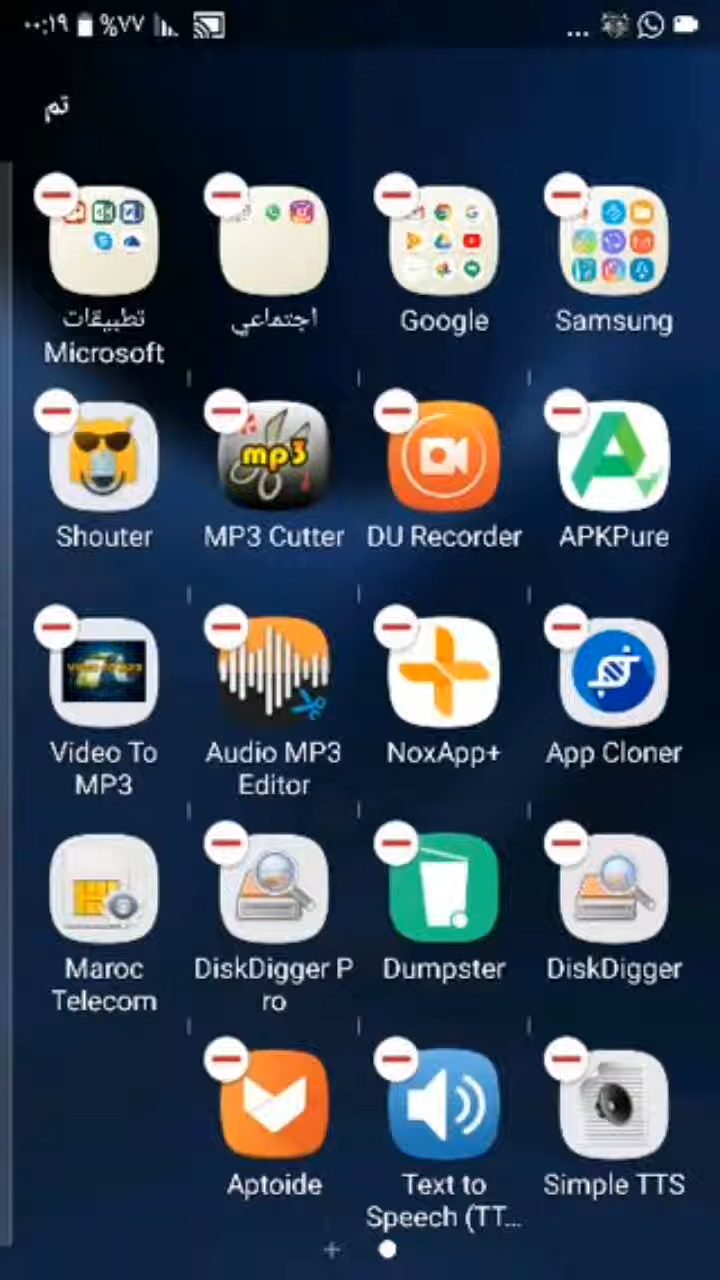 ٠٠:١٩ %٧٧
تم
تطبيقات
Microsoft
اجتماعي
Google
Samsung
mp3
Shouter
MP3 Cutter
DU Recorder
APKPure
Video To
MP3
Audio MP3
Editor
NoxApp+
App Cloner
Maroc
Telecom
DiskDigger P
ro
Dumpster
DiskDigger
Aptoide
Text to
Speech (TT...
Simple TTS